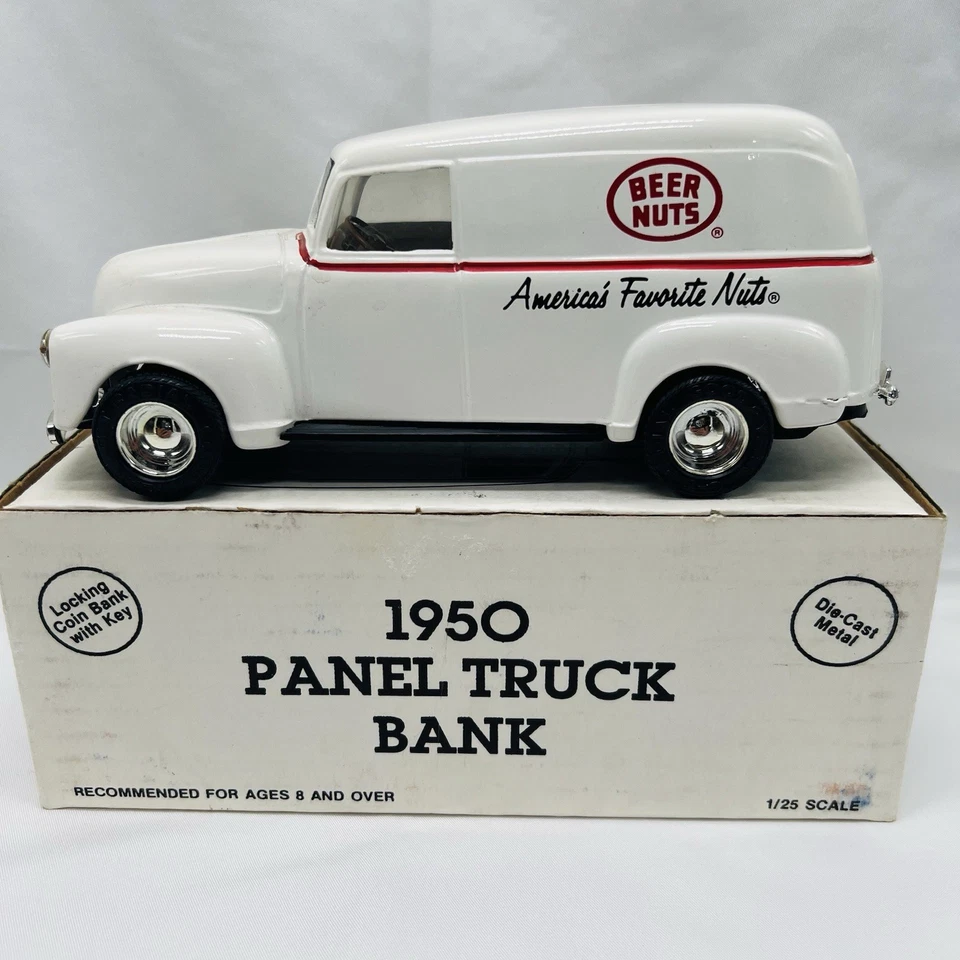 BEER
NUTS
®
America's Favorite Nuts®
Locking
Coin Bank
with Key
Die-Cast
Metal
1950
PANEL TRUCK
BANK
RECOMMENDED FOR AGES 8 AND OVER
1/25 SCALE